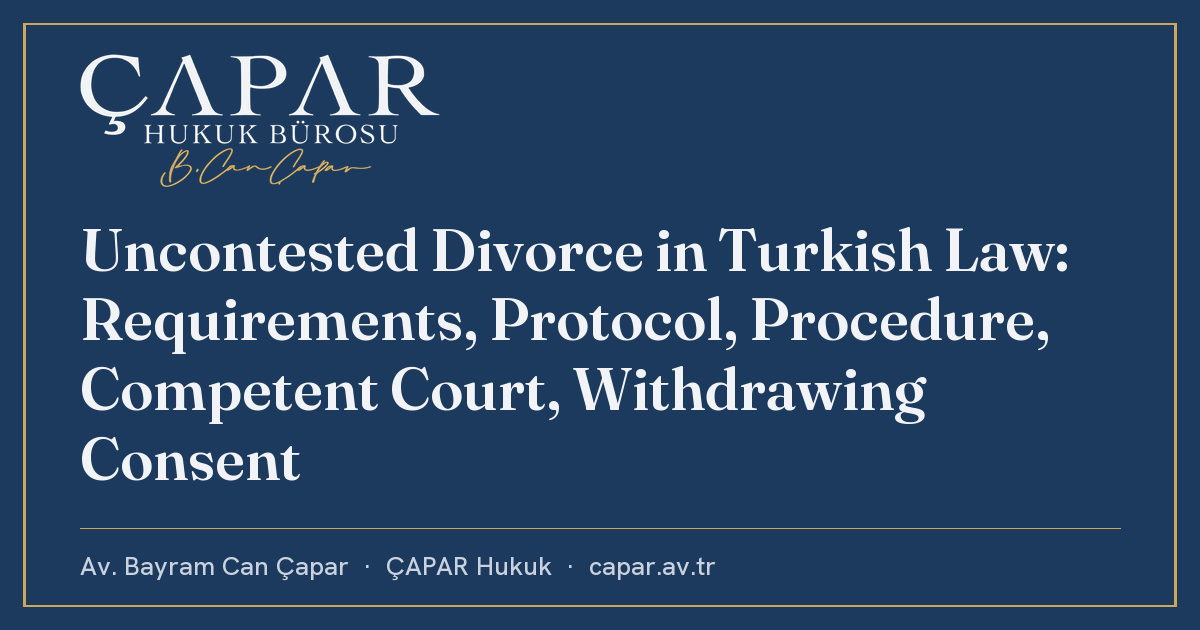 ÇAPAR
HUKUK BÜROSU
B.Can Çapar
Uncontested Divorce in Turkish Law:
Requirements, Protocol, Procedure,
Competent Court, Withdrawing
Consent
Av. Bayram Can Çapar · ÇAPAR Hukuk · capar.av.tr